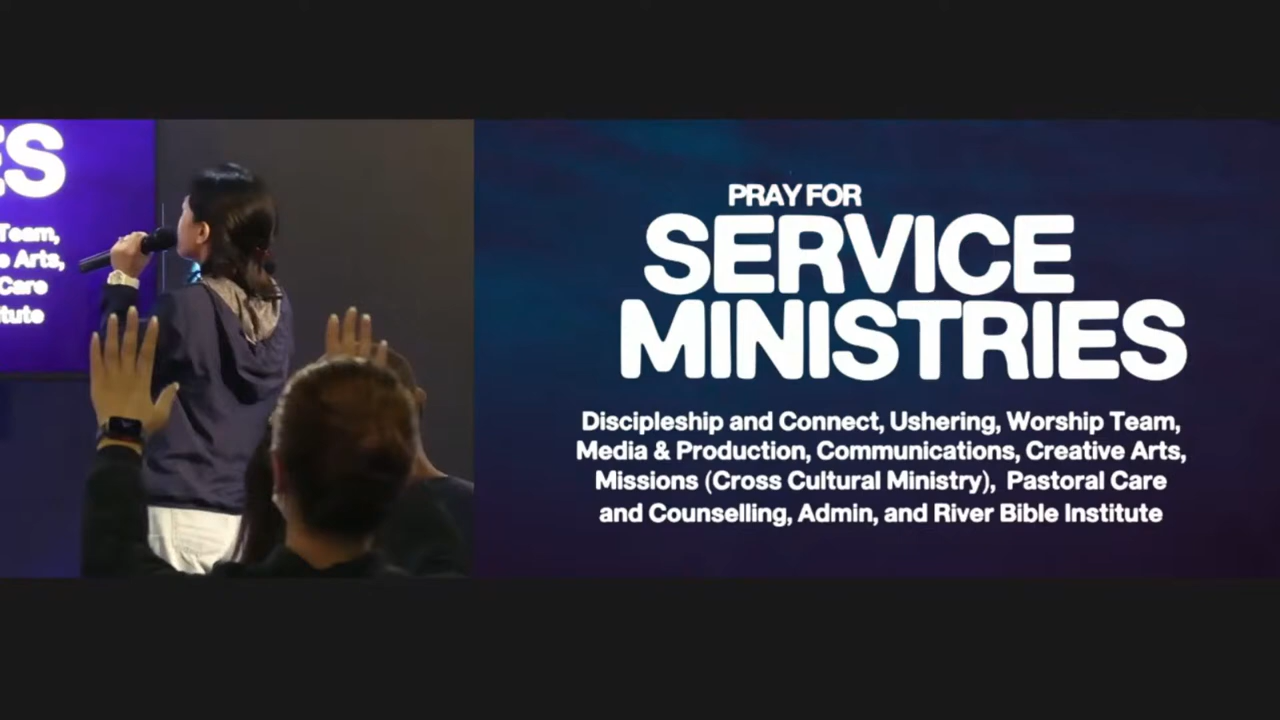 ES
Team,
e Arts,
Care
tute
PRAY FOR
SERVICE
MINISTRIES
Discipleship and Connect, Ushering, Worship Team,
Media & Production, Communications, Creative Arts,
Missions (Cross Cultural Ministry), Pastoral Care
and Counselling, Admin, and River Bible Institute